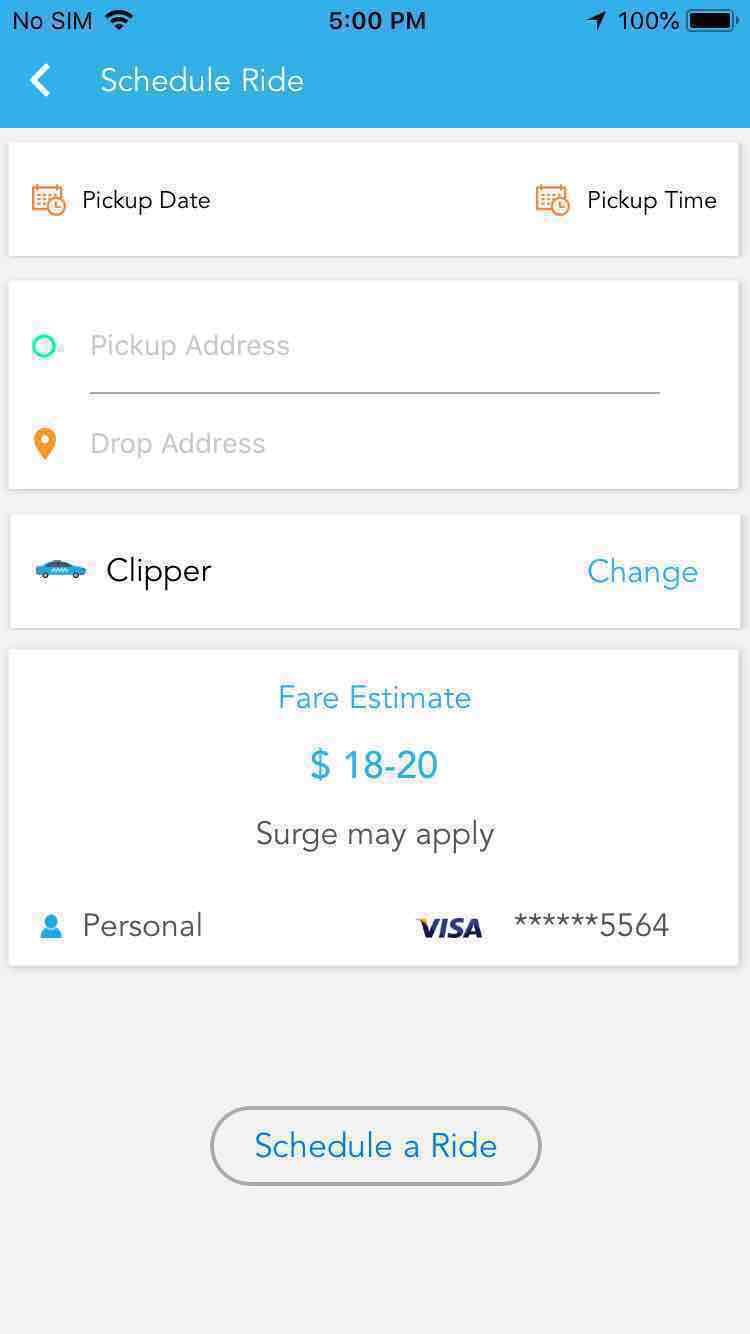 No SIM 5:00 PM 100%
Schedule Ride
Pickup Date Pickup Time
Pickup Address
Drop Address
Clipper Change
Fare Estimate
$ 18-20
Surge may apply
Personal VISA ******5564
Schedule a Ride